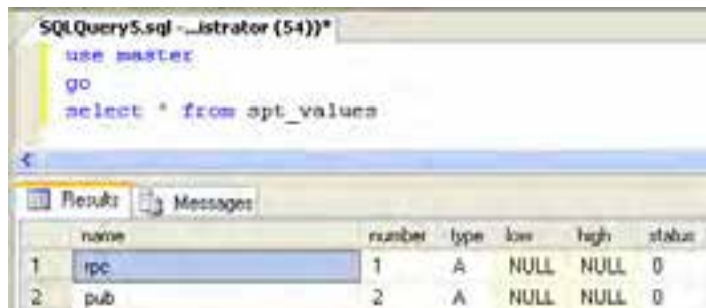 SQLQuery5.sql -...istrator (54))*
use master
go
select * from spt_values
Results Messages
name number type low high status
1 rpc 1 A NULL NULL 0
2 pub 2 A NULL NULL 0